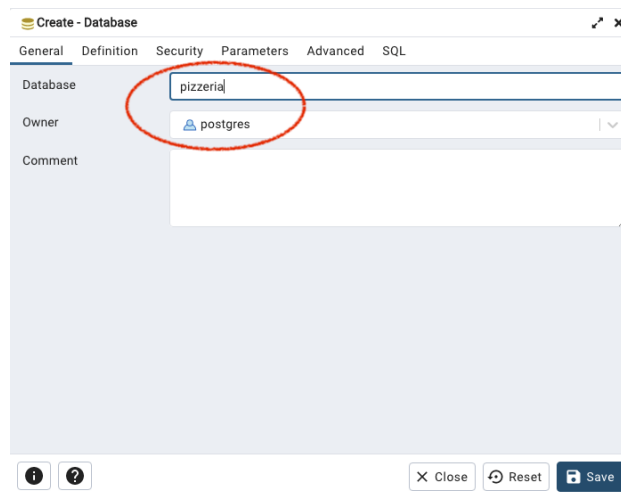 Create - Database
General Definition Security Parameters Advanced SQL
Database pizzeria
Owner postgres
Comment
Close Reset Save